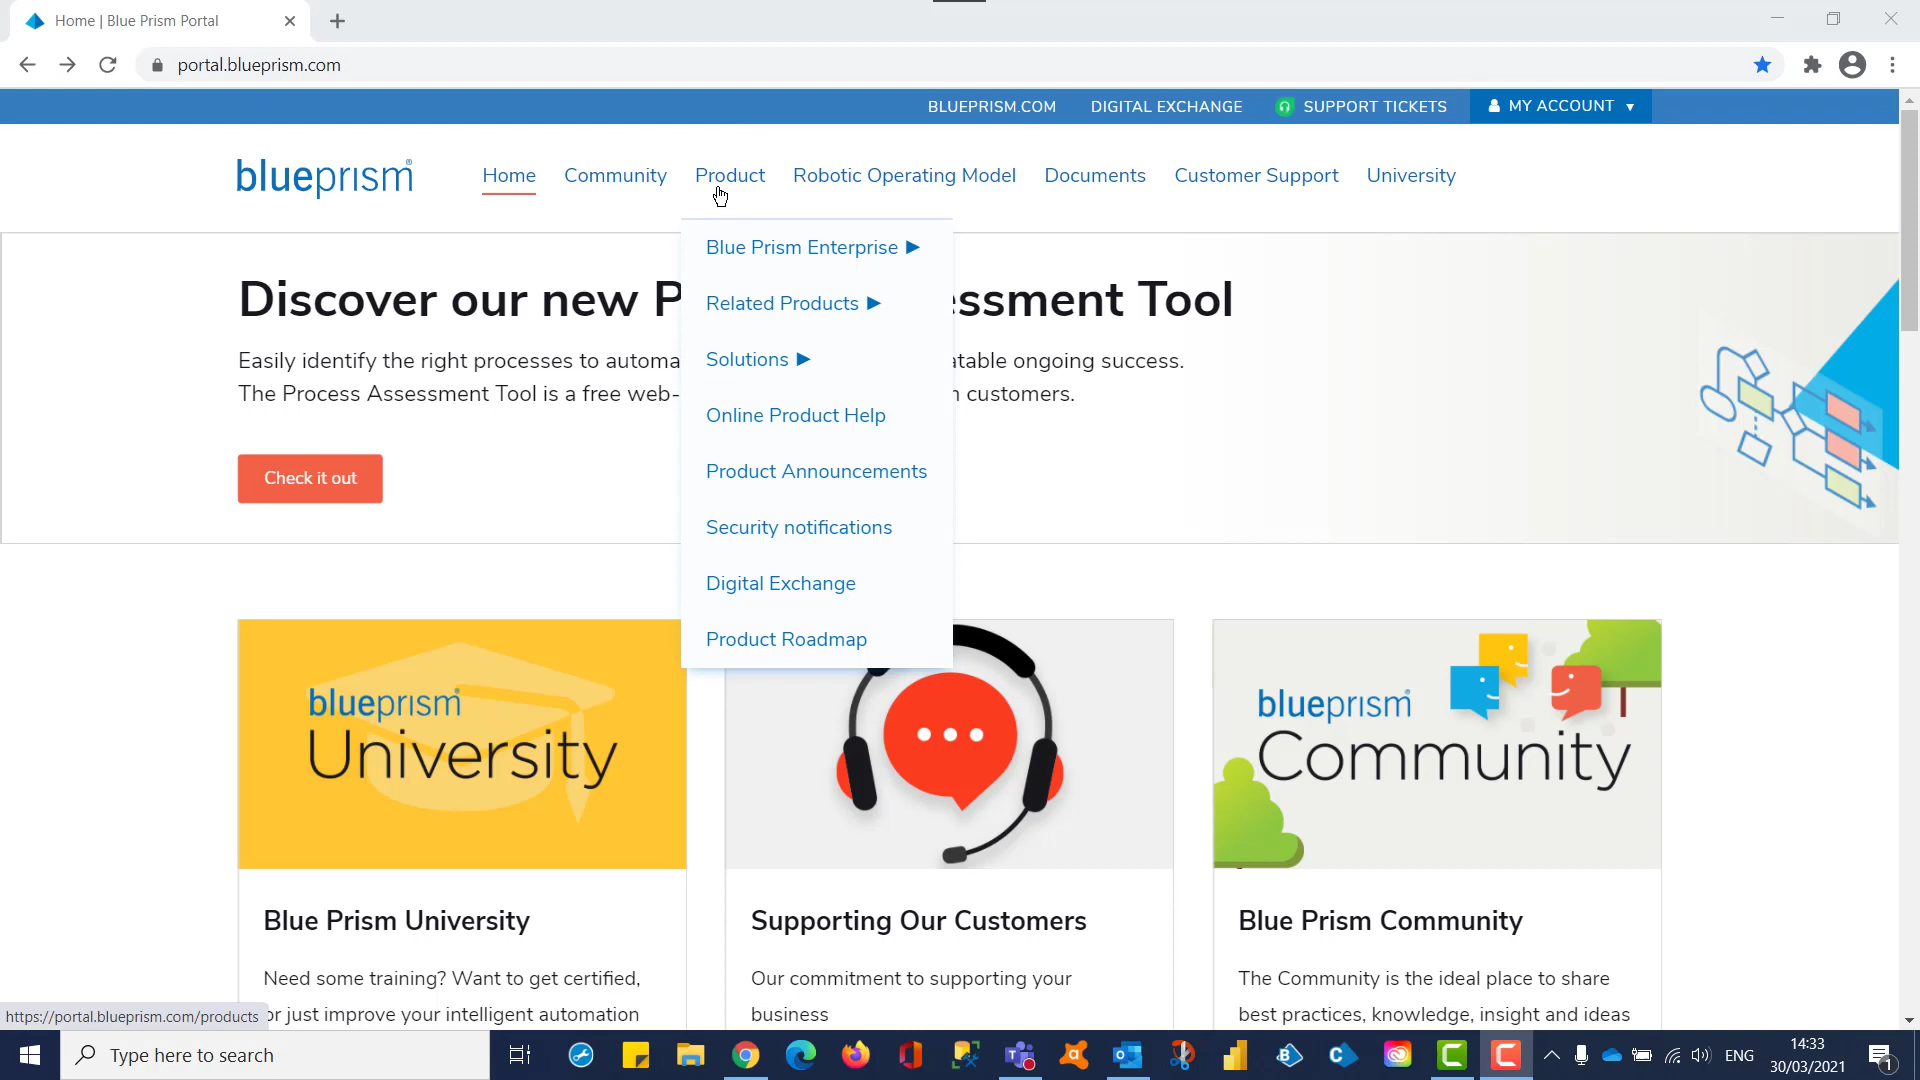 Home | Blue Prism Portal
portal.blueprism.com
BLUEPRISM.COM DIGITAL EXCHANGE SUPPORT TICKETS MY ACCOUNT
blueprism®
Home Community Product Robotic Operating Model Documents Customer Support University
Blue Prism Enterprise
Related Products
Solutions
Online Product Help
Product Announcements
Security notifications
Digital Exchange
Product Roadmap
Discover our new P ssment Tool
Easily identify the right processes to automa atable ongoing success.
The Process Assessment Tool is a free web- customers.
Check it out
blueprism
University
blueprism
Community
Blue Prism University
Need some training? Want to get certified,
or just improve your intelligent automation
Supporting Our Customers
Our commitment to supporting your
business
Blue Prism Community
The Community is the ideal place to share
best practices, knowledge, insight and ideas
https://portal.blueprism.com/products
Type here to search
ENG
14:33
30/03/2021
1